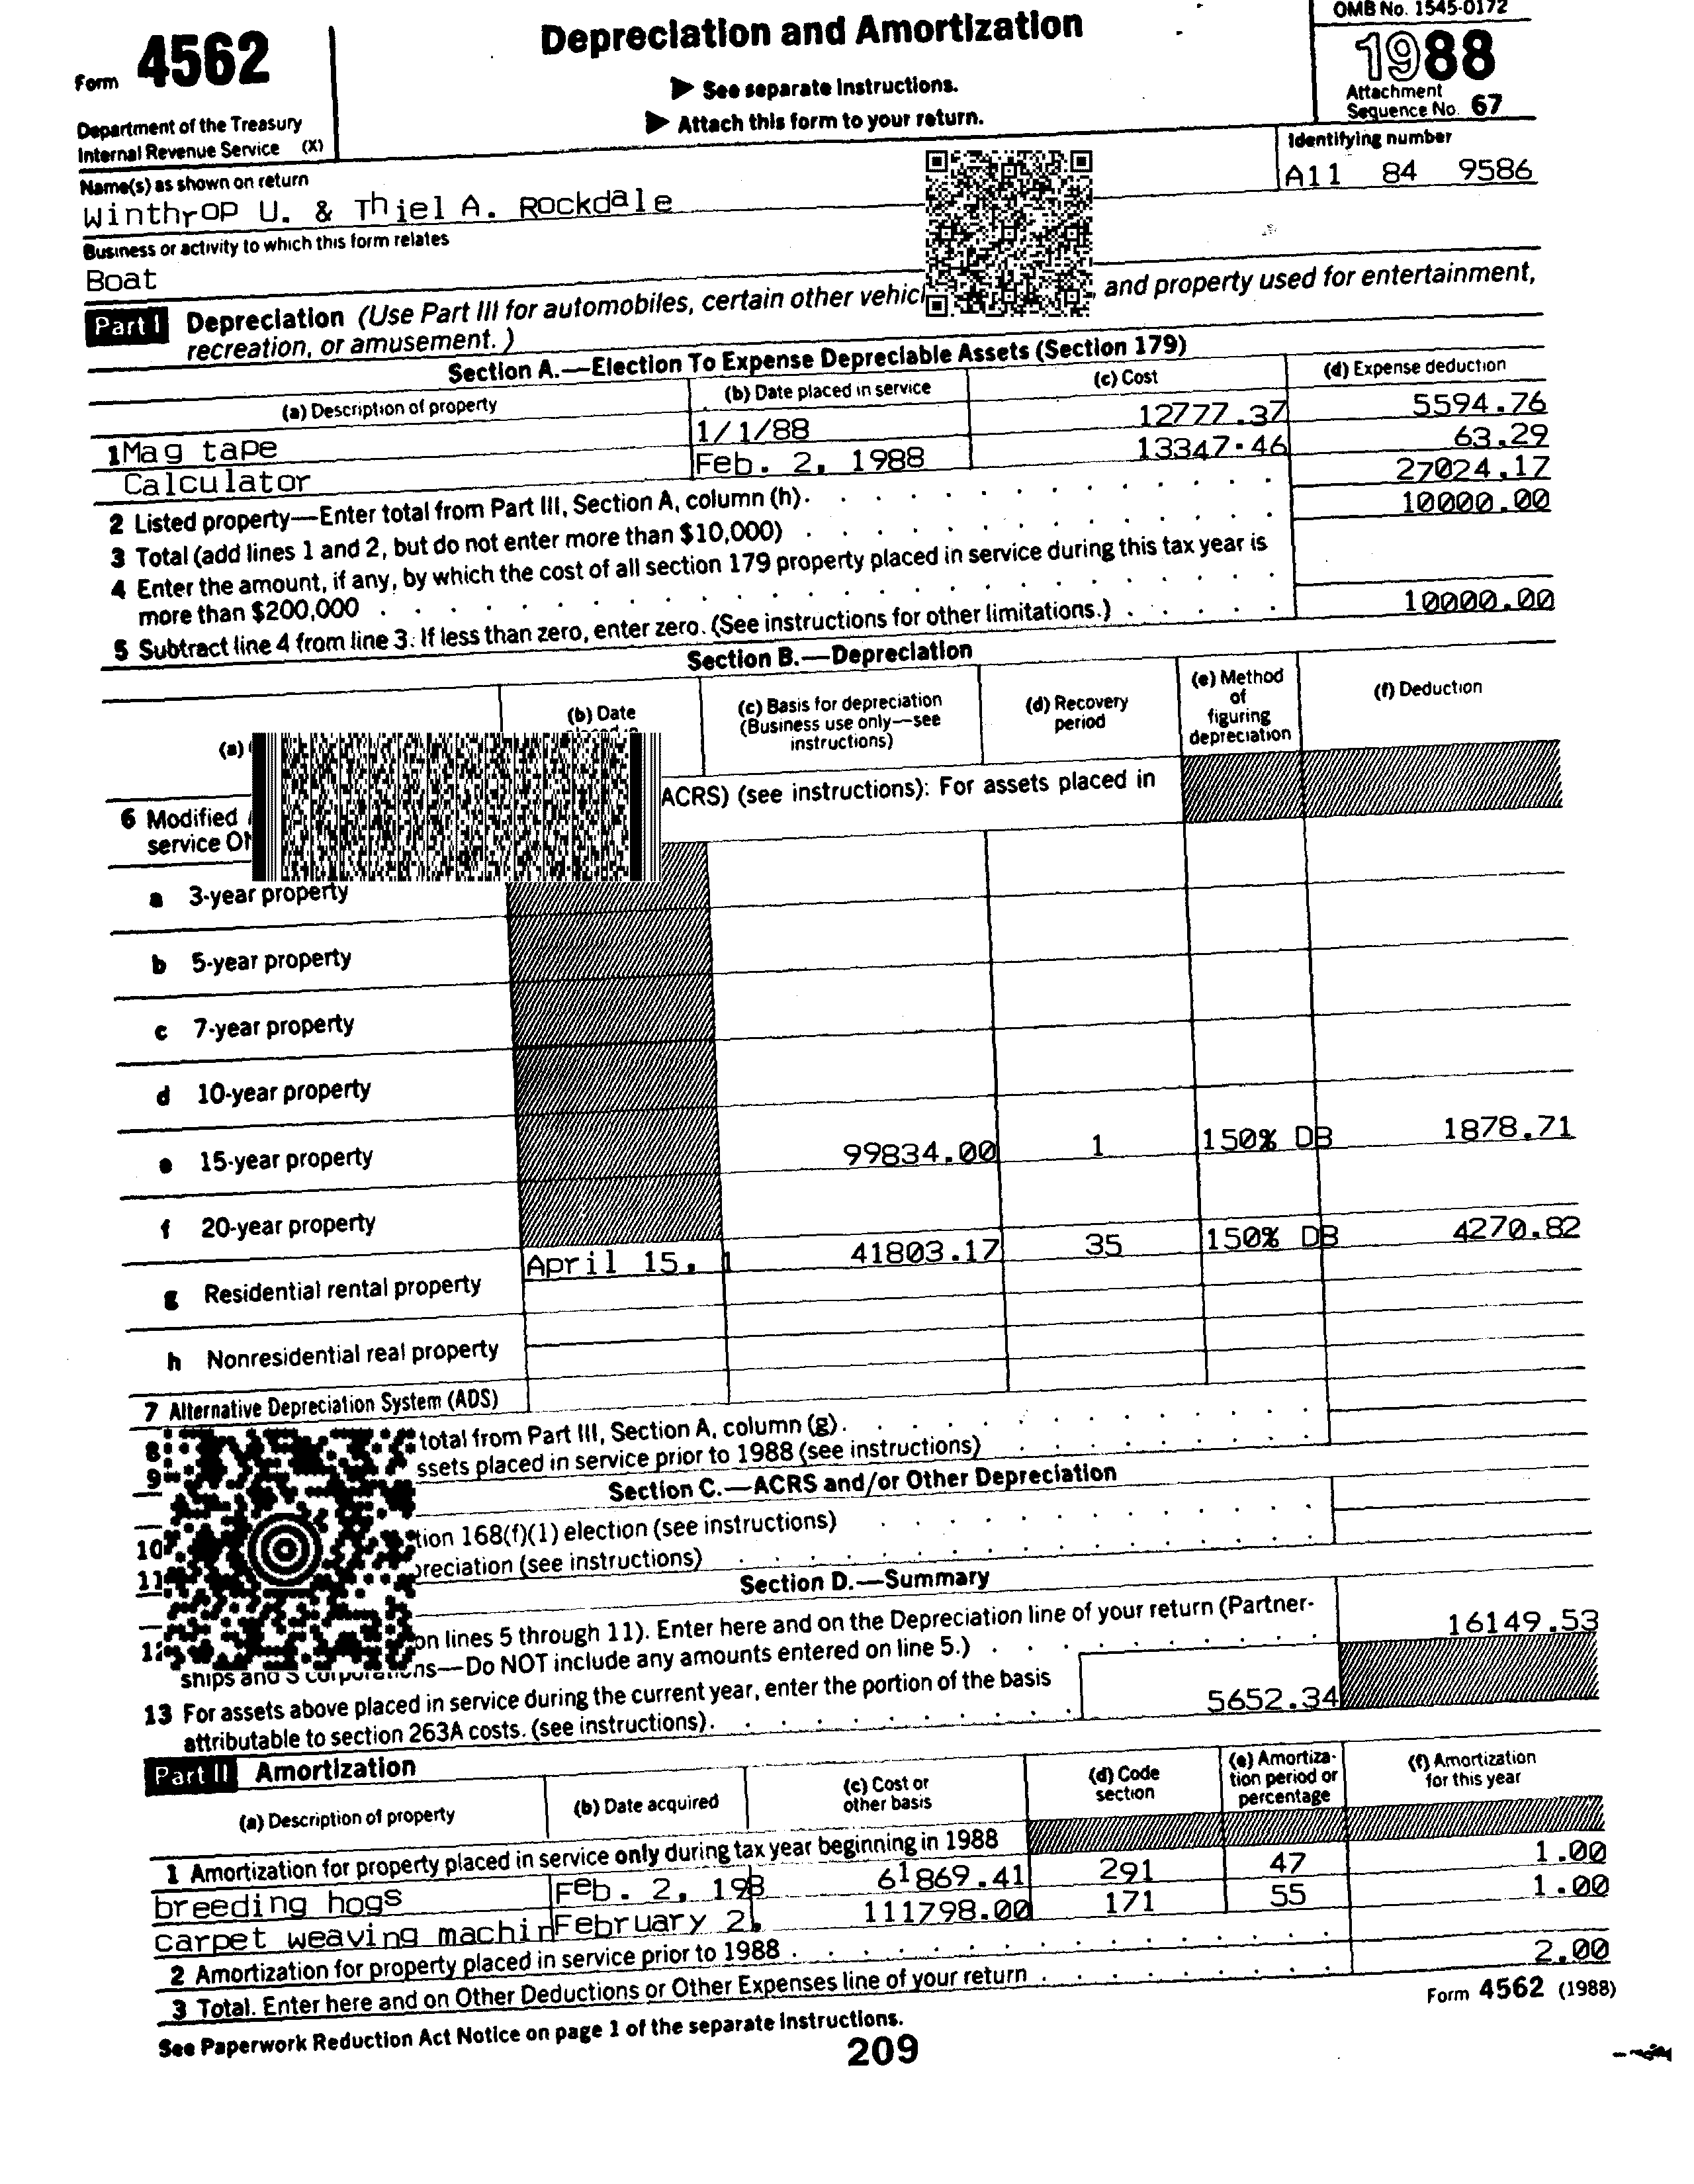 Form 4562
Depreciation and Amortization
OMB No. 1545-0172
1988
▶ See separate instructions.
▶ Attach this form to your return.
Attachment
Sequence No. 67
Department of the Treasury
Internal Revenue Service (X)
Name(s) as shown on return
Identifying number
Winthrop U. & Thiel A. Rockdale
A11 84 9586
Business or activity to which this form relates
Boat
Part I Depreciation (Use Part III for automobiles, certain other , and property used for entertainment,
recreation, or amusement.)
Section A.—Election To Expense Depreciable Assets (Section 179)
(a) Description of property (b) Date placed in service (c) Cost (d) Expense deduction
1 Mag tape 1/1/88 12777.37 5594.76
Calculator Feb. 2, 1988 13347.46 63.29
2 Listed property—Enter total from Part III, Section A, column (h). 27024.17
3 Total (add lines 1 and 2, but do not enter more than $10,000) 10000.00
4 Enter the amount, if any, by which the cost of all section 179 property placed in service during this tax year is
more than $200,000
5 Subtract line 4 from line 3. If less than zero, enter zero. (See instructions for other limitations.) 10000.00
Section B.—Depreciation
(a) (b) Date (c) Basis for depreciation (Business use only—see instructions) (d) Recovery period (e) Method of figuring depreciation (f) Deduction
6 Modified ACRS) (see instructions): For assets placed in
service
a 3-year property
b 5-year property
c 7-year property
d 10-year property
e 15-year property 99834.00 1 150% DB 1878.71
f 20-year property
g Residential rental property April 15, 1 41803.17 35 150% DB 4270.82
h Nonresidential real property
7 Alternative Depreciation System (ADS)
8 total from Part III, Section A, column (g).
9 ssets placed in service prior to 1988 (see instructions)
Section C.—ACRS and/or Other Depreciation
10 tion 168(f)(1) election (see instructions)
11 preciation (see instructions)
Section D.—Summary
on lines 5 through 11). Enter here and on the Depreciation line of your return (Partner-
ships and S corporations—Do NOT include any amounts entered on line 5.) 16149.53
13 For assets above placed in service during the current year, enter the portion of the basis
attributable to section 263A costs. (see instructions). 5652.34
Part II Amortization
(a) Description of property (b) Date acquired (c) Cost or other basis (d) Code section (e) Amortiza-tion period or percentage (f) Amortization for this year
1 Amortization for property placed in service only during tax year beginning in 1988
breeding hogs Feb. 2, 198 61869.41 291 47 1.00
carpet weaving machin February 2, 111798.00 171 55 1.00
2 Amortization for property placed in service prior to 1988
3 Total. Enter here and on Other Deductions or Other Expenses line of your return 2.00
See Paperwork Reduction Act Notice on page 1 of the separate instructions.
Form 4562 (1988)
209